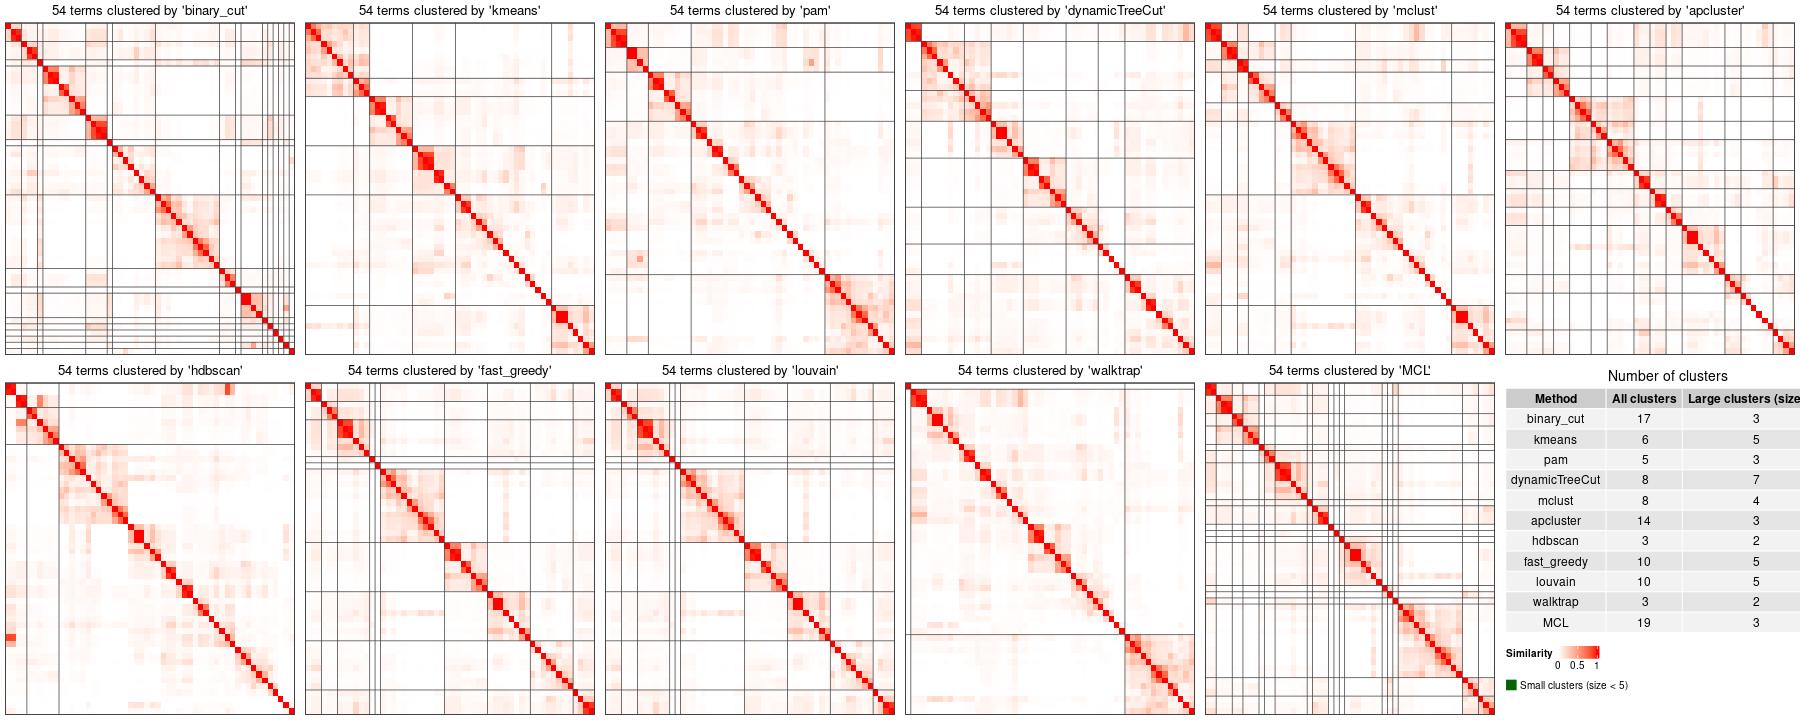 54 terms clustered by 'binary_cut'
54 terms clustered by 'kmeans'
54 terms clustered by 'pam'
54 terms clustered by 'dynamicTreeCut'
54 terms clustered by 'mclust'
54 terms clustered by 'apcluster'
54 terms clustered by 'hdbscan'
54 terms clustered by 'fast_greedy'
54 terms clustered by 'louvain'
54 terms clustered by 'walktrap'
54 terms clustered by 'MCL'
Number of clusters
Method All clusters Large clusters (size
binary_cut 17 3
kmeans 6 5
pam 5 3
dynamicTreeCut 8 7
mclust 8 4
apcluster 14 3
hdbscan 3 2
fast_greedy 10 5
louvain 10 5
walktrap 3 2
MCL 19 3
Similarity
0 0.5 1
Small clusters (size < 5)